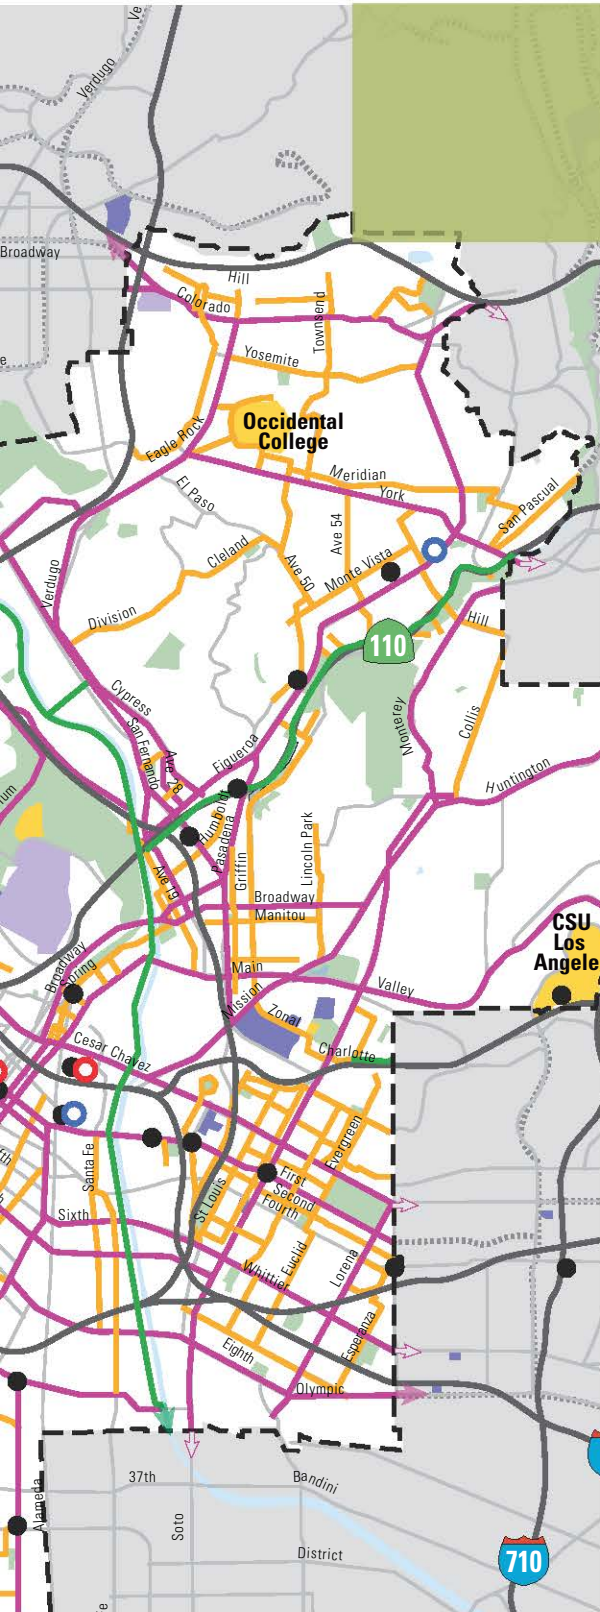 Verdugo
Ve
Broadway
Hill
Colorado
Townsend
Yosemite
Occidental
College
Eagle Rock
Meridian
York
El Paso
San Pascual
Ave 54
Cleland
Ave 50
Monte Vista
Verdugo
Division
110
Hill
Cypress
San Fernando
Ave 28
Figueroa
Monterey
Collis
Huntington
Humboldt
Pasadena
Griffin
Lincoln Park
um
Ave 19
Broadway
Manitou
CSU
Los
Angele
Broadway
Spring
Main
Mission
Valley
Zonal
Cesar Chavez
Charlotte
Evergreen
Santa Fe
First
Second
Fourth
St Louis
Sixth
Euclid
Lorena
Whittier
Esperanza
Eighth
Olympic
37th
Bandini
Alameda
Soto
District
710